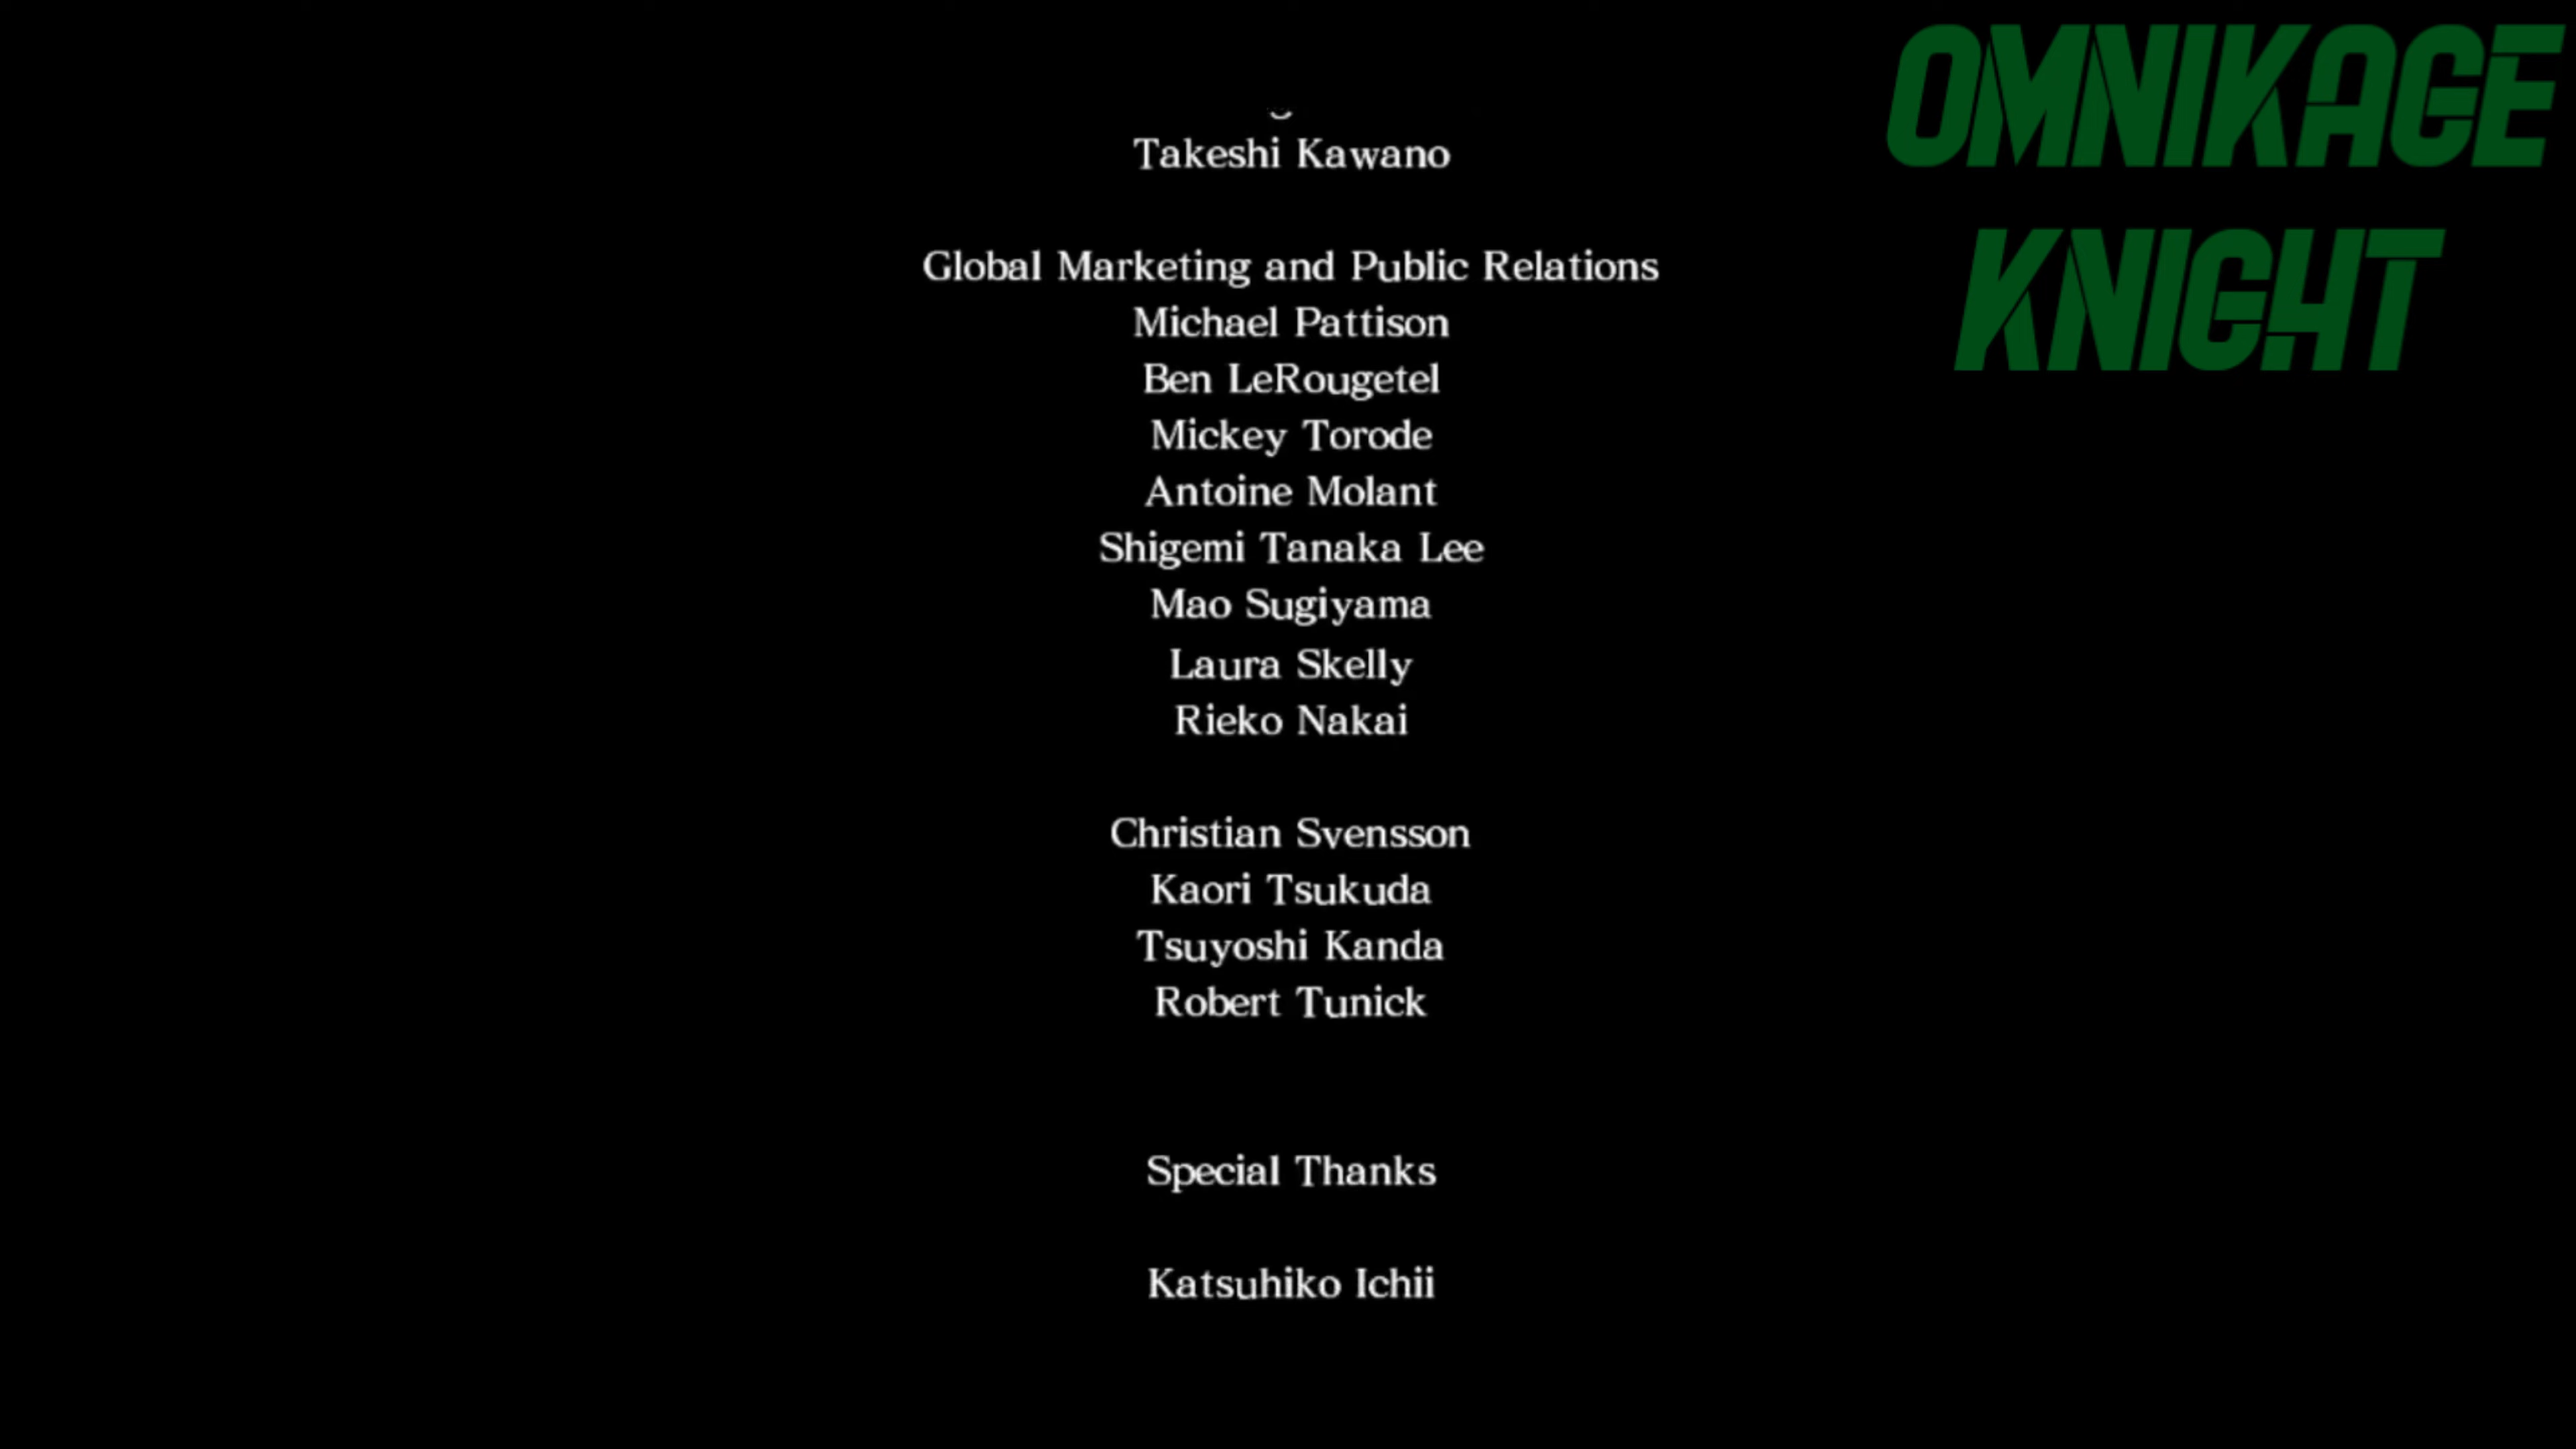 Takeshi Kawano
Global Marketing and Public Relations
Michael Pattison
Ben LeRougetel
Mickey Torode
Antoine Molant
Shigemi Tanaka Lee
Mao Sugiyama
Laura Skelly
Rieko Nakai
Christian Svensson
Kaori Tsukuda
Tsuyoshi Kanda
Robert Tunick
Special Thanks
Katsuhiko Ichii
OMNIKAGE
KNIGHT